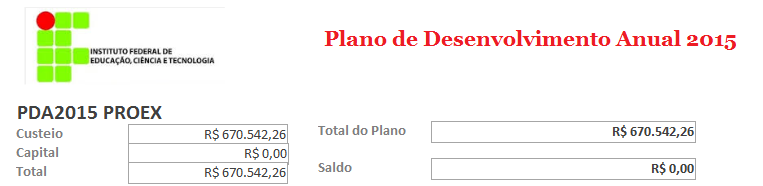 INSTITUTO FEDERAL DE
EDUCAÇÃO, CIÊNCIA E TECNOLOGIA
Plano de Desenvolvimento Anual 2015
PDA2015 PROEX
Custeio R$ 670.542,26
Capital R$ 0,00
Total R$ 670.542,26
Total do Plano R$ 670.542,26
Saldo R$ 0,00